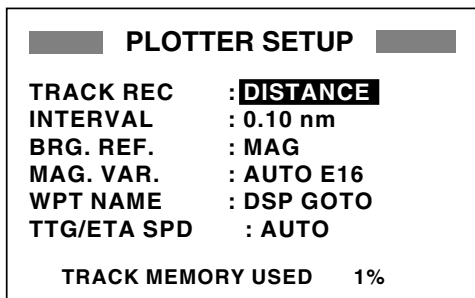 PLOTTER SETUP
TRACK REC : DISTANCE
INTERVAL : 0.10 nm
BRG. REF. : MAG
MAG. VAR. : AUTO E16
WPT NAME : DSP GOTO
TTG/ETA SPD : AUTO
TRACK MEMORY USED 1%